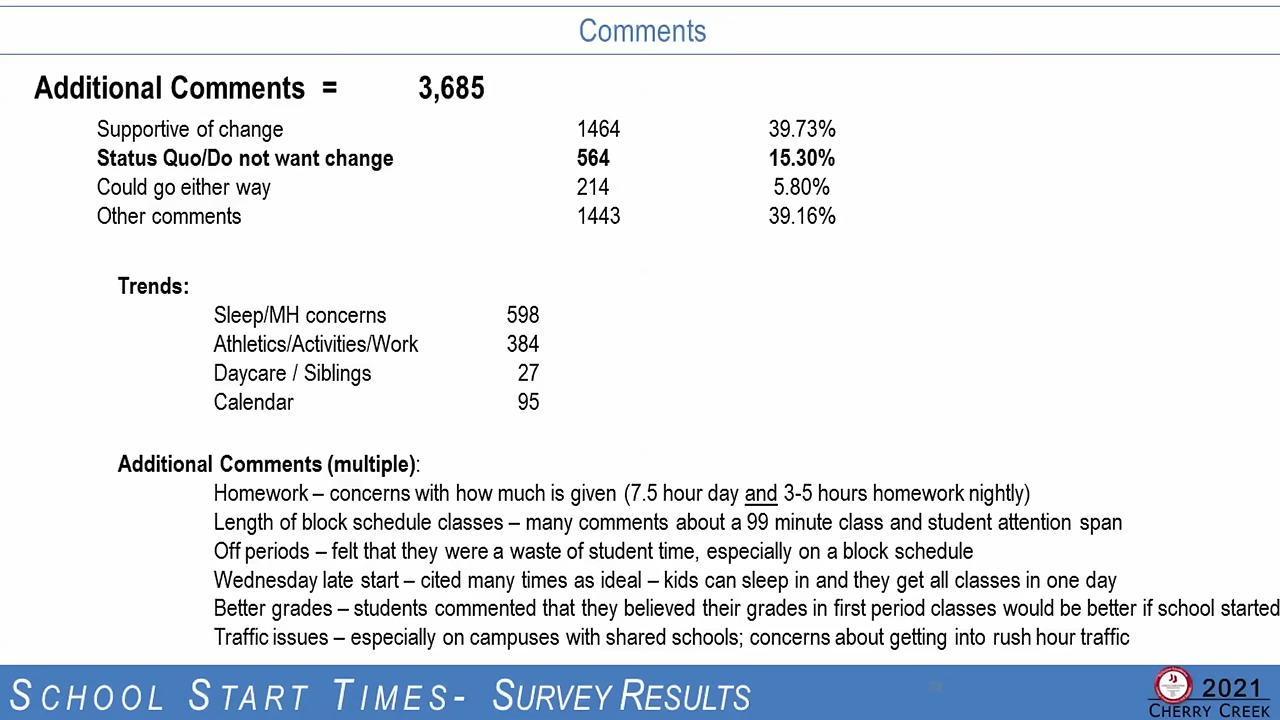 Comments
Additional Comments = 3,685
Supportive of change 1464 39.73%
Status Quo/Do not want change 564 15.30%
Could go either way 214 5.80%
Other comments 1443 39.16%
Trends:
Sleep/MH concerns 598
Athletics/Activities/Work 384
Daycare / Siblings 27
Calendar 95
Additional Comments (multiple):
Homework – concerns with how much is given (7.5 hour day and 3-5 hours homework nightly)
Length of block schedule classes – many comments about a 99 minute class and student attention span
Off periods – felt that they were a waste of student time, especially on a block schedule
Wednesday late start – cited many times as ideal – kids can sleep in and they get all classes in one day
Better grades – students commented that they believed their grades in first period classes would be better if school started
Traffic issues – especially on campuses with shared schools; concerns about getting into rush hour traffic
SCHOOL START TIMES- SURVEY RESULTS
2021
CHERRY CREEK